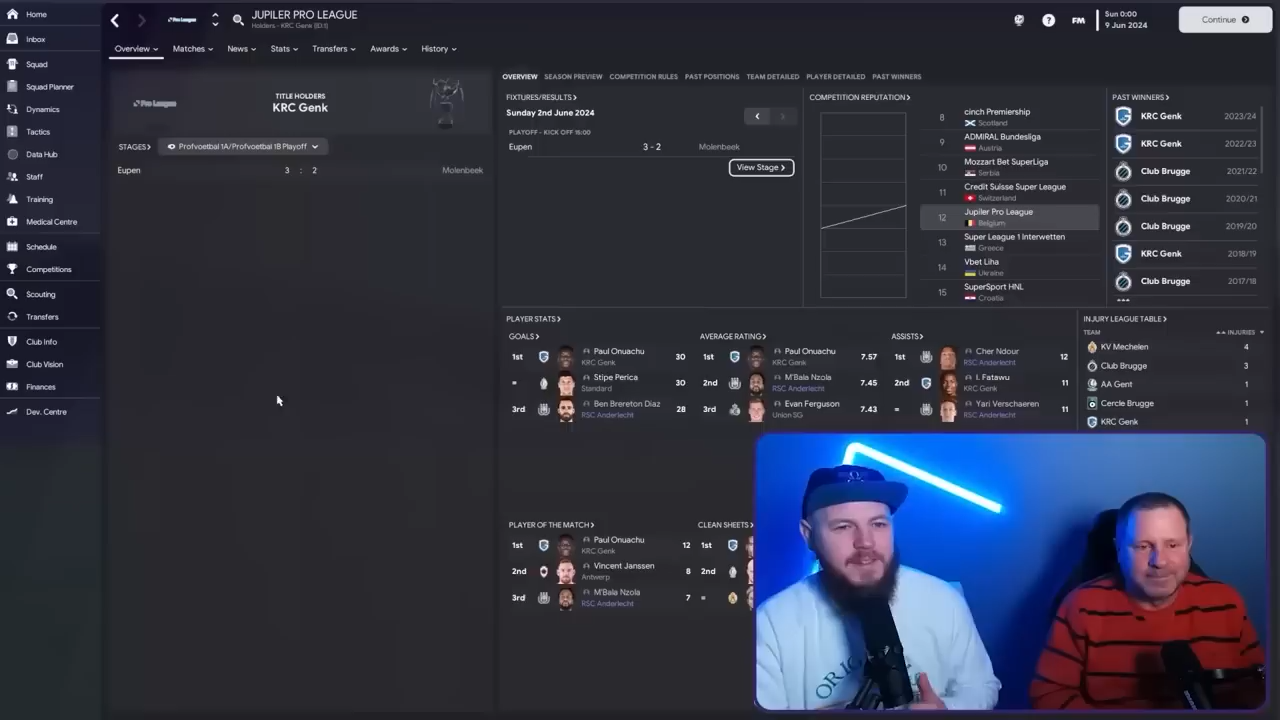 Home
Inbox
Squad
Squad Planner
Dynamics
Tactics
Data Hub
Staff
Training
Medical Centre
Schedule
Competitions
Scouting
Transfers
Club Info
Club Vision
Finances
Dev. Centre
Pro League
JUPILER PRO LEAGUE
Holders - KRC Genk (ID:1)
FM
Sun 0:00
9 Jun 2024
Continue
Overview
Matches
News
Stats
Transfers
Awards
History
Pro League
TITLE HOLDERS
KRC Genk
STAGES
Profvoetbal 1A/Profvoetbal 1B Playoff
Eupen 3 : 2 Molenbeek
OVERVIEW SEASON PREVIEW COMPETITION RULES PAST POSITIONS TEAM DETAILED PLAYER DETAILED PAST WINNERS
FIXTURES/RESULTS
Sunday 2nd June 2024
PLAYOFF - KICK OFF 15:00
Eupen 3 - 2 Molenbeek
View Stage
COMPETITION REPUTATION
8 cinch Premiership
Scotland
9 ADMIRAL Bundesliga
Austria
10 Mozzart Bet SuperLiga
Serbia
11 Credit Suisse Super League
Switzerland
12 Jupiler Pro League
Belgium
13 Super League 1 Interwetten
Greece
14 Vbet Liha
Ukraine
15 SuperSport HNL
Croatia
PAST WINNERS
KRC Genk 2023/24
KRC Genk 2022/23
Club Brugge 2021/22
Club Brugge 2020/21
Club Brugge 2019/20
KRC Genk 2018/19
Club Brugge 2017/18
PLAYER STATS
GOALS
1st Paul Onuachu 30
KRC Genk
= Stipe Perica 30
Standard
3rd Ben Brereton Diaz 28
RSC Anderlecht
AVERAGE RATING
1st Paul Onuachu 7.57
KRC Genk
2nd M'Bala Nzola 7.45
RSC Anderlecht
3rd Evan Ferguson 7.43
Union SG
ASSISTS
1st Cher Ndour 12
RSC Anderlecht
2nd I. Fatawu 11
KRC Genk
= Yari Verschaeren 11
RSC Anderlecht
INJURY LEAGUE TABLE
TEAM INJURIES
KV Mechelen 4
Club Brugge 3
AA Gent 1
Cercle Brugge 1
KRC Genk 1
PLAYER OF THE MATCH
1st Paul Onuachu 12
KRC Genk
2nd Vincent Janssen 8
Antwerp
3rd M'Bala Nzola 7
RSC Anderlecht
CLEAN SHEETS
1st
2nd
=